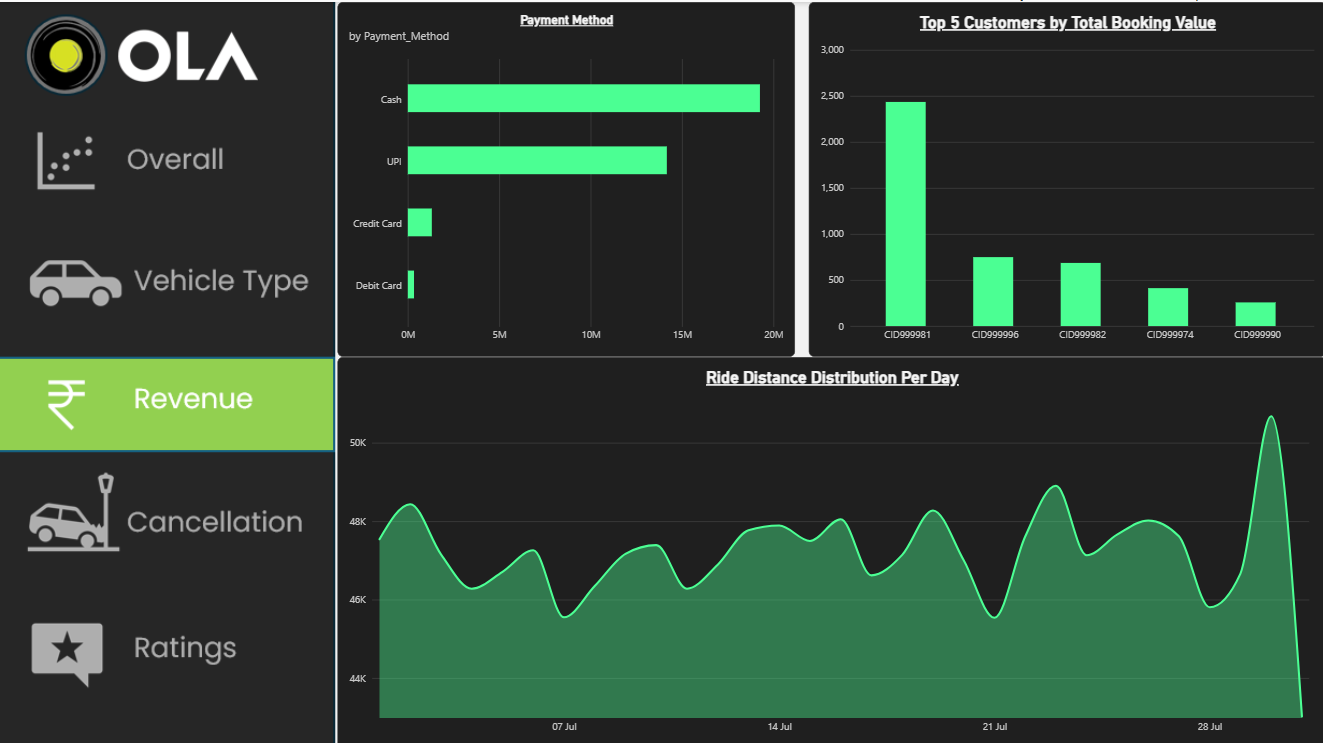 OLA
Overall
Vehicle Type
₹ Revenue
Cancellation
Ratings
Payment Method
by Payment_Method
Cash
UPI
Credit Card
Debit Card
0M 5M 10M 15M 20M
Top 5 Customers by Total Booking Value
3,000
2,500
2,000
1,500
1,000
500
0
CID999981 CID999996 CID999982 CID999974 CID999990
Ride Distance Distribution Per Day
50K
48K
46K
44K
07 Jul 14 Jul 21 Jul 28 Jul